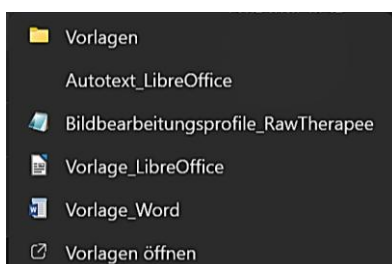 Vorlagen
Autotext_LibreOffice
Bildbearbeitungsprofile_RawTherapee
Vorlage_LibreOffice
Vorlage_Word
Vorlagen öffnen